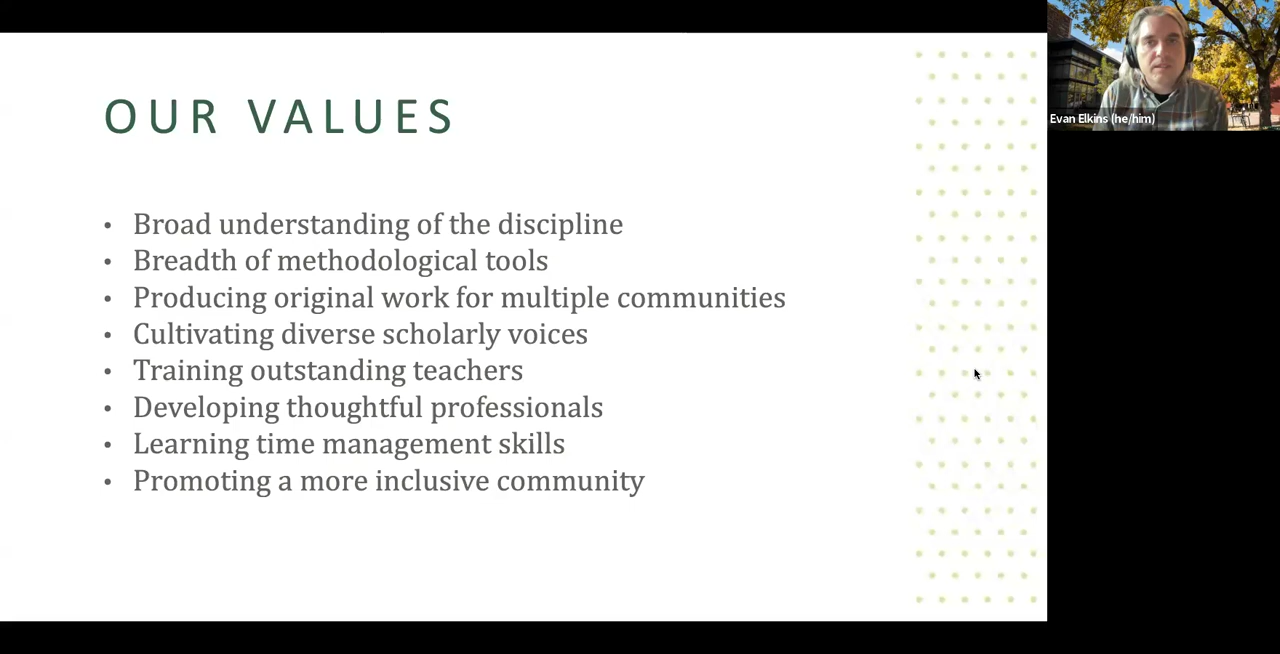 OUR VALUES
• Broad understanding of the discipline
• Breadth of methodological tools
• Producing original work for multiple communities
• Cultivating diverse scholarly voices
• Training outstanding teachers
• Developing thoughtful professionals
• Learning time management skills
• Promoting a more inclusive community
Evan Elkins (he/him)